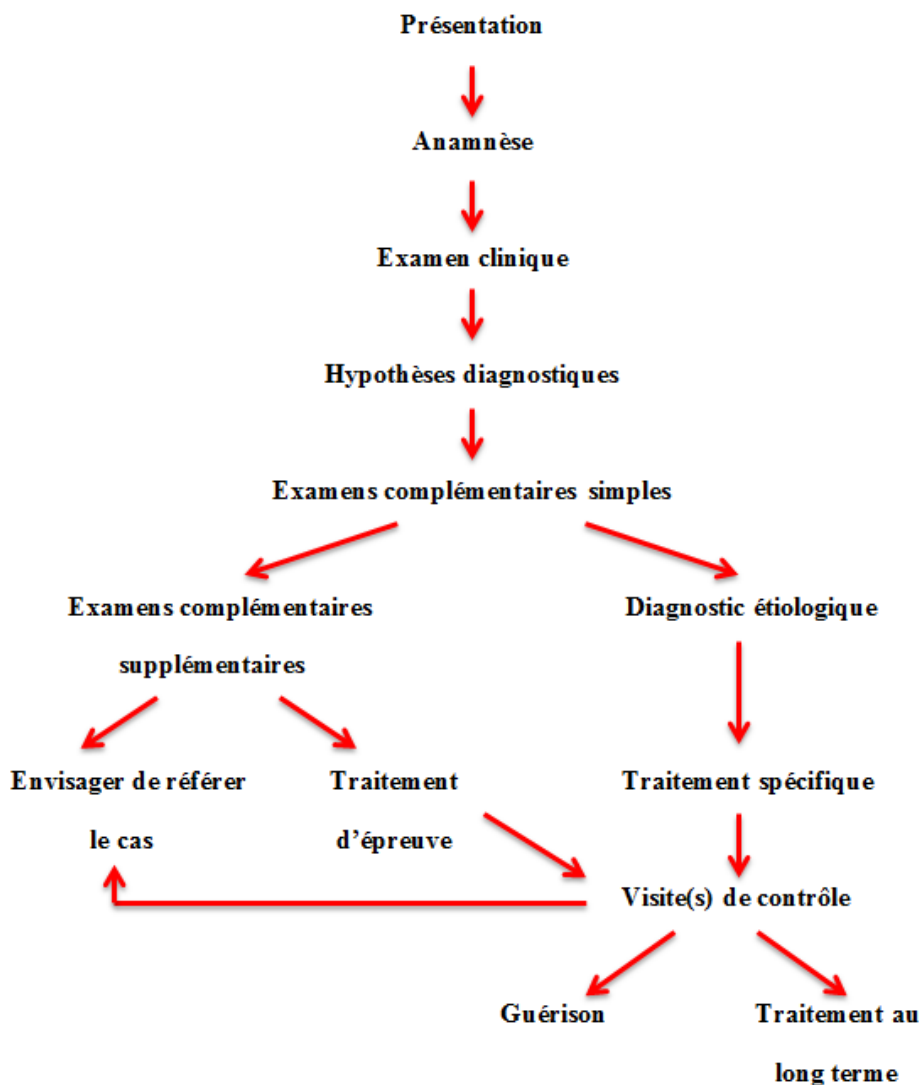 Présentation
Anamnèse
Examen clinique
Hypothèses diagnostiques
Examens complémentaires simples
Examens complémentaires
supplémentaires
Diagnostic étiologique
Envisager de référer
le cas
Traitement
d'épreuve
Traitement spécifique
Visite(s) de contrôle
Guérison
Traitement au
long terme